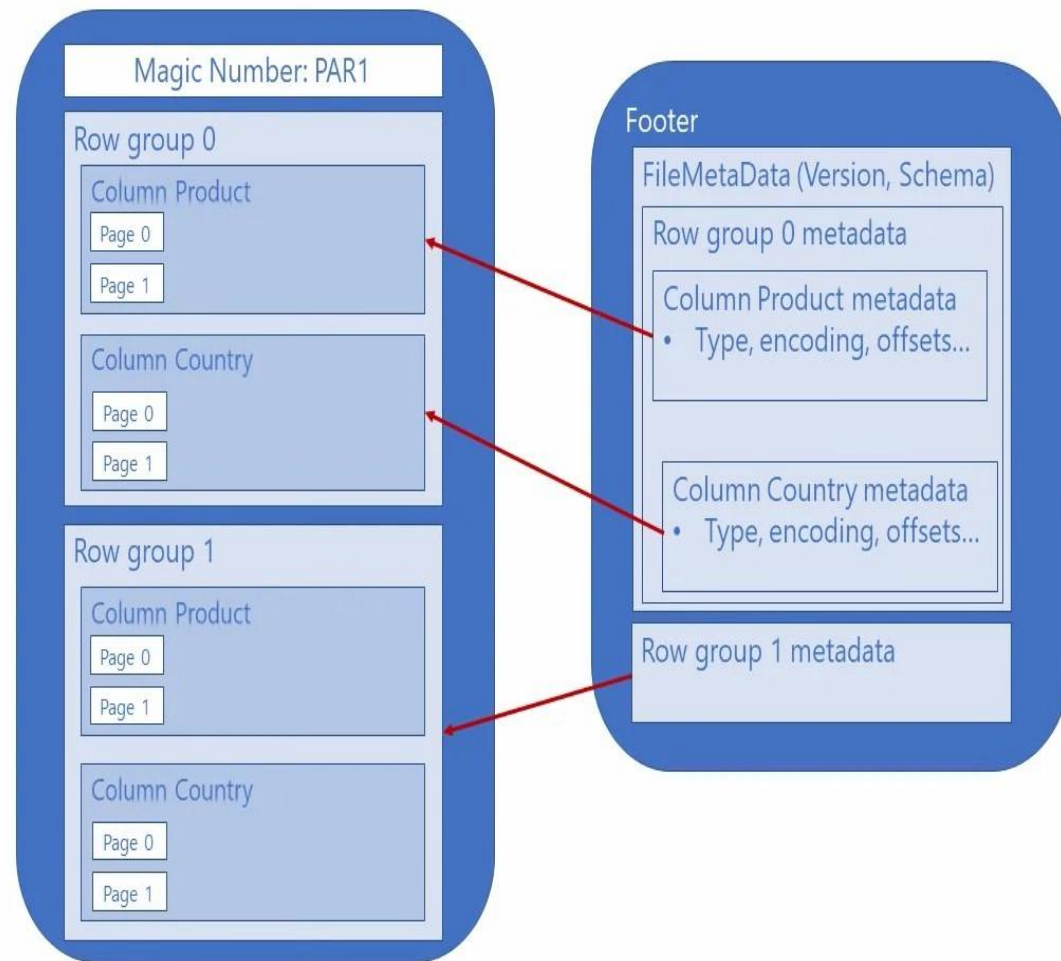 Magic Number: PAR1
Row group 0
Column Product
Page 0
Page 1
Column Country
Page 0
Page 1
Row group 1
Column Product
Page 0
Page 1
Column Country
Page 0
Page 1
Footer
FileMetaData (Version, Schema)
Row group 0 metadata
Column Product metadata
• Type, encoding, offsets...
Column Country metadata
• Type, encoding, offsets...
Row group 1 metadata